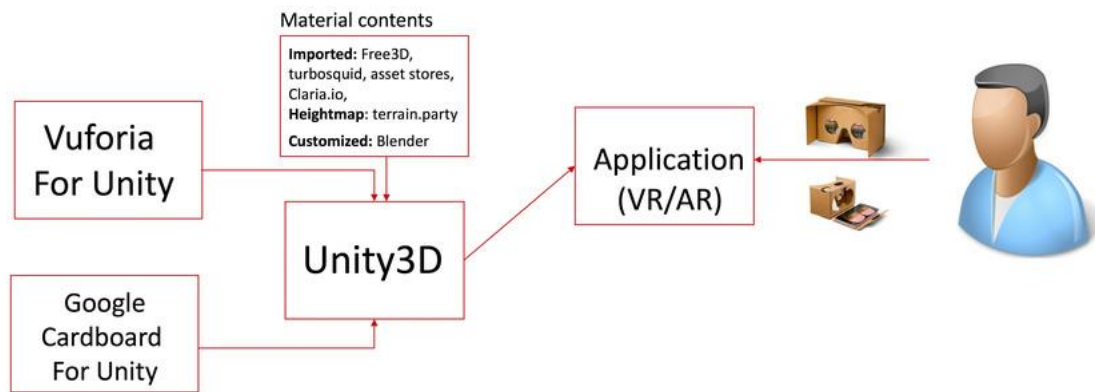 Material contents
Imported: Free3D,
turbosquid, asset stores,
Claria.io,
Heightmap: terrain.party
Customized: Blender
Vuforia
For Unity
Unity3D
Google
Cardboard
For Unity
Application
(VR/AR)